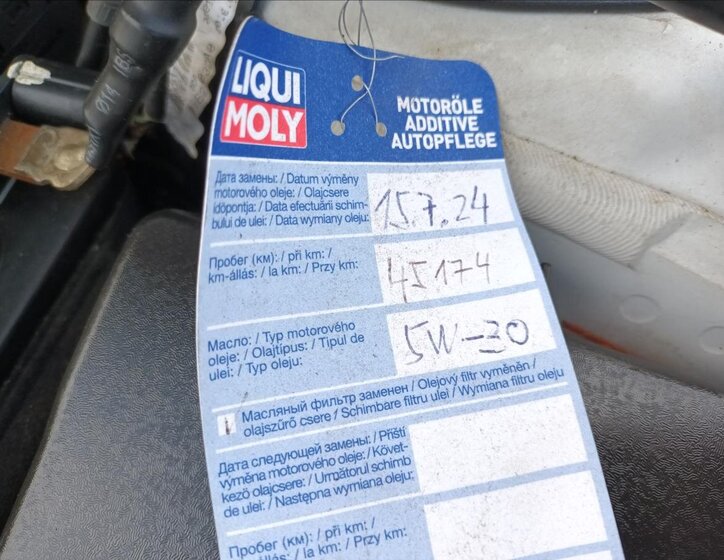 LIQUI
MOLY
MOTORÖLE
ADDITIVE
AUTOPFLEGE
Дата замены: / Datum výměny
motorového oleje: / Olajcsere
időpontja: / Data efectuării schim-
bului de ulei: / Data wymiany oleju:
15.7.24
Пробег (км): / při km: /
km-állás: / la km: / Przy km:
45174
Масло: / Typ motorového
oleje: / Olajtípus: / Tipul de
ulei: / Typ oleju:
5W-30
Масляный фильтр заменен / Olejový filtr vyměněn /
olajszűrő csere / Schimbare filtru ulei / Wymiana filtru oleju
Дата следующей замены: / Příští
výměna motorového oleje: / Követ-
kező olajcsere: / Următorul schimb
de ulei: / Następna wymiana oleju:
Пробег (км): / při km: /
km-állás: / la km: / Przy km: